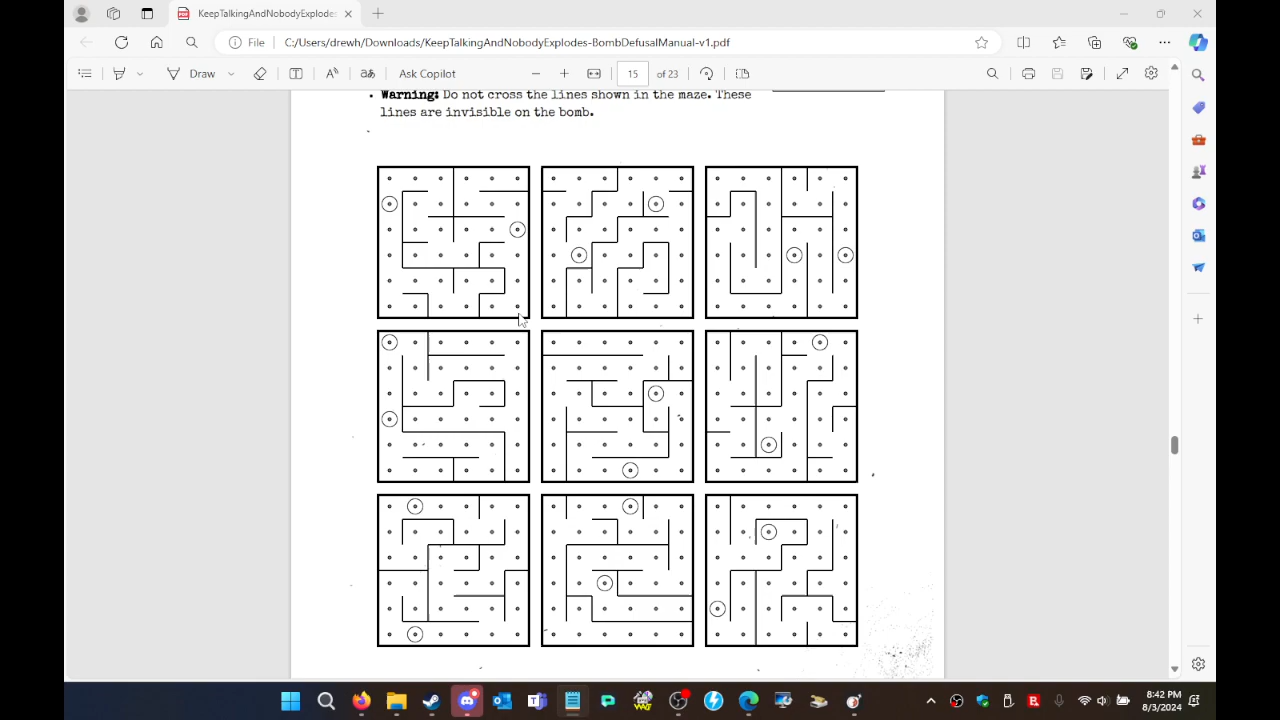 KeepTalkingAndNobodyExplodes
File
C:/Users/drewh/Downloads/KeepTalkingAndNobodyExplodes-BombDefusalManual-v1.pdf
Draw
Ask Copilot
15
of 23
• Warning: Do not cross the lines shown in the maze. These
lines are invisible on the bomb.
8:42 PM
8/3/2024